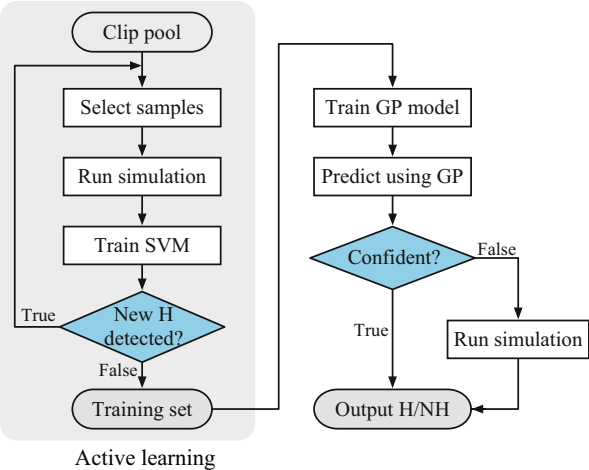 Clip pool
Select samples
Run simulation
Train SVM
New H
detected?
True
False
Training set
Active learning
Train GP model
Predict using GP
Confident?
False
True
Run simulation
Output H/NH